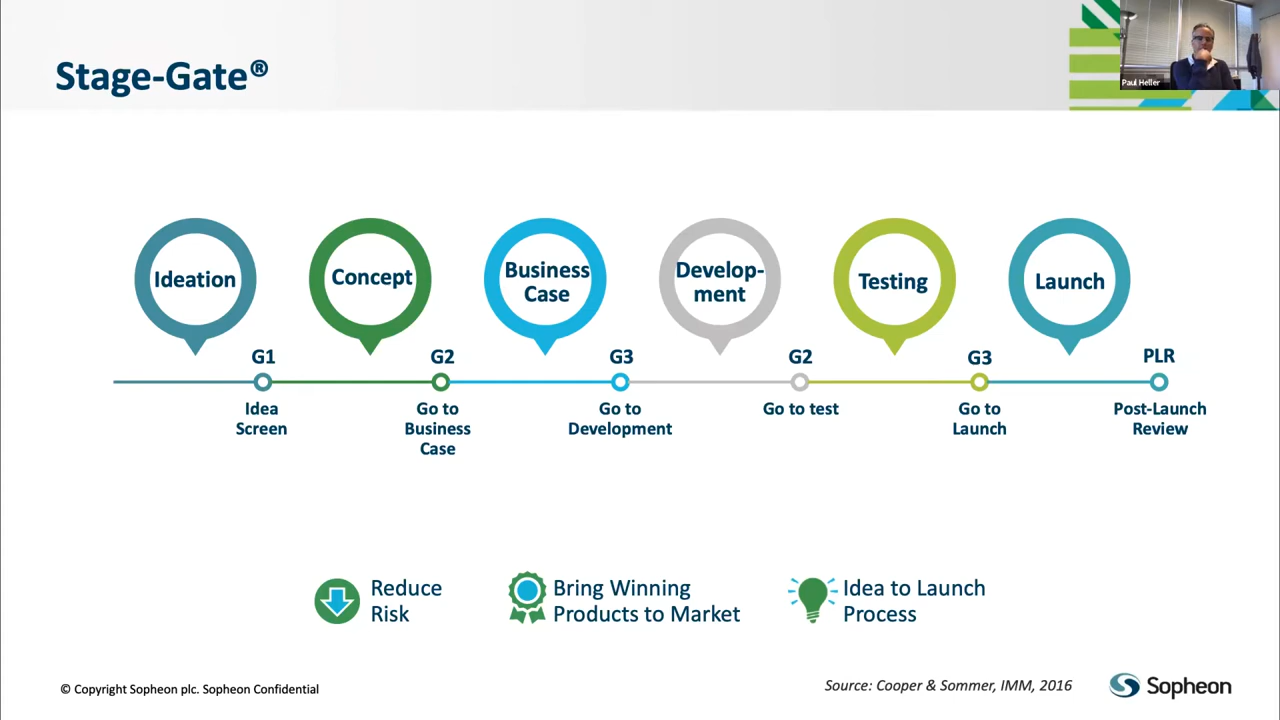 Stage-Gate®
Paul Heller
Ideation
Concept
Business
Case
Develop-
ment
Testing
Launch
G1
G2
G3
G2
G3
PLR
Idea
Screen
Go to
Business
Case
Go to
Development
Go to test
Go to
Launch
Post-Launch
Review
Reduce
Risk
Bring Winning
Products to Market
Idea to Launch
Process
© Copyright Sopheon plc. Sopheon Confidential
Source: Cooper & Sommer, IMM, 2016
Sopheon